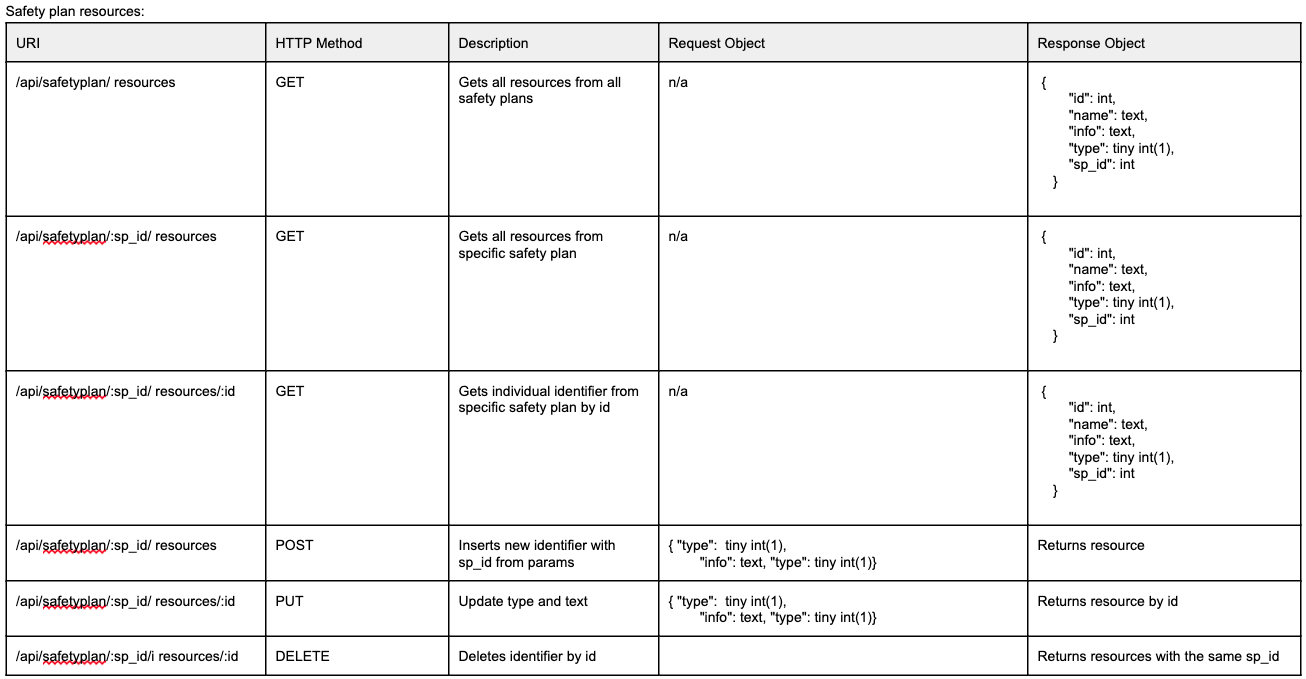 Safety plan resources:
URI HTTP Method Description Request Object Response Object
/api/safetyplan/ resources GET Gets all resources from all n/a {
safety plans "id": int,
"name": text,
"info": text,
"type": tiny int(1),
"sp_id": int
}
/api/safetyplan/:sp_id/ resources GET Gets all resources from n/a {
specific safety plan "id": int,
"name": text,
"info": text,
"type": tiny int(1),
"sp_id": int
}
/api/safetyplan/:sp_id/ resources/:id GET Gets individual identifier from n/a {
specific safety plan by id "id": int,
"name": text,
"info": text,
"type": tiny int(1),
"sp_id": int
}
/api/safetyplan/:sp_id/ resources POST Inserts new identifier with { "type":  tiny int(1), Returns resource
sp_id from params "info": text, "type": tiny int(1)}
/api/safetyplan/:sp_id/ resources/:id PUT Update type and text { "type":  tiny int(1), Returns resource by id
"info": text, "type": tiny int(1)}
/api/safetyplan/:sp_id/i resources/:id DELETE Deletes identifier by id Returns resources with the same sp_id